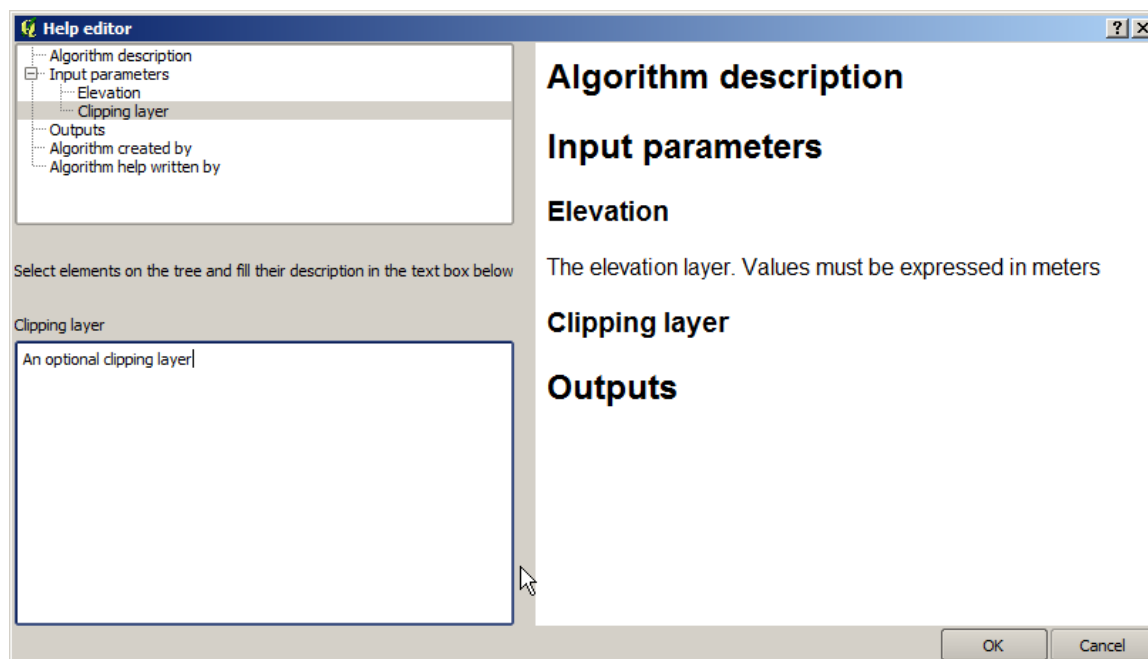 Help editor
Algorithm description
Input parameters
Elevation
Clipping layer
Outputs
Algorithm created by
Algorithm help written by
Select elements on the tree and fill their description in the text box below
Clipping layer
An optional clipping layer
Algorithm description
Input parameters
Elevation
The elevation layer. Values must be expressed in meters
Clipping layer
Outputs
OK
Cancel